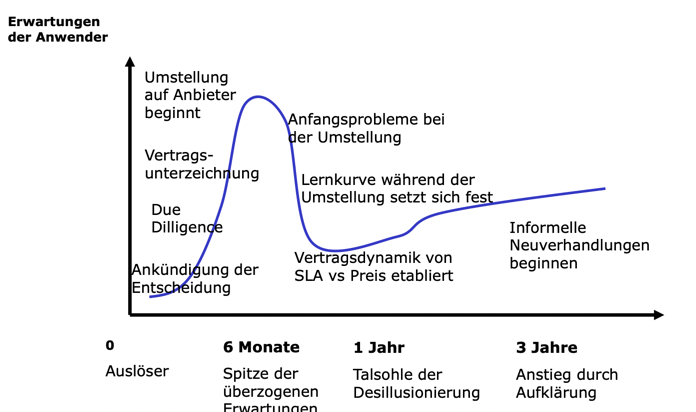 Erwartungen
der Anwender
Umstellung
auf Anbieter
beginnt
Anfangsprobleme bei
der Umstellung
Vertrags-
unterzeichnung
Lernkurve während der
Umstellung setzt sich fest
Due
Dilligence
Informelle
Neuverhandlungen
beginnen
Vertragsdynamik von
SLA vs Preis etabliert
Ankündigung der
Entscheidung
0
Auslöser
6 Monate
Spitze der
überzogenen
Erwartungen
1 Jahr
Talsohle der
Desillusionierung
3 Jahre
Anstieg durch
Aufklärung